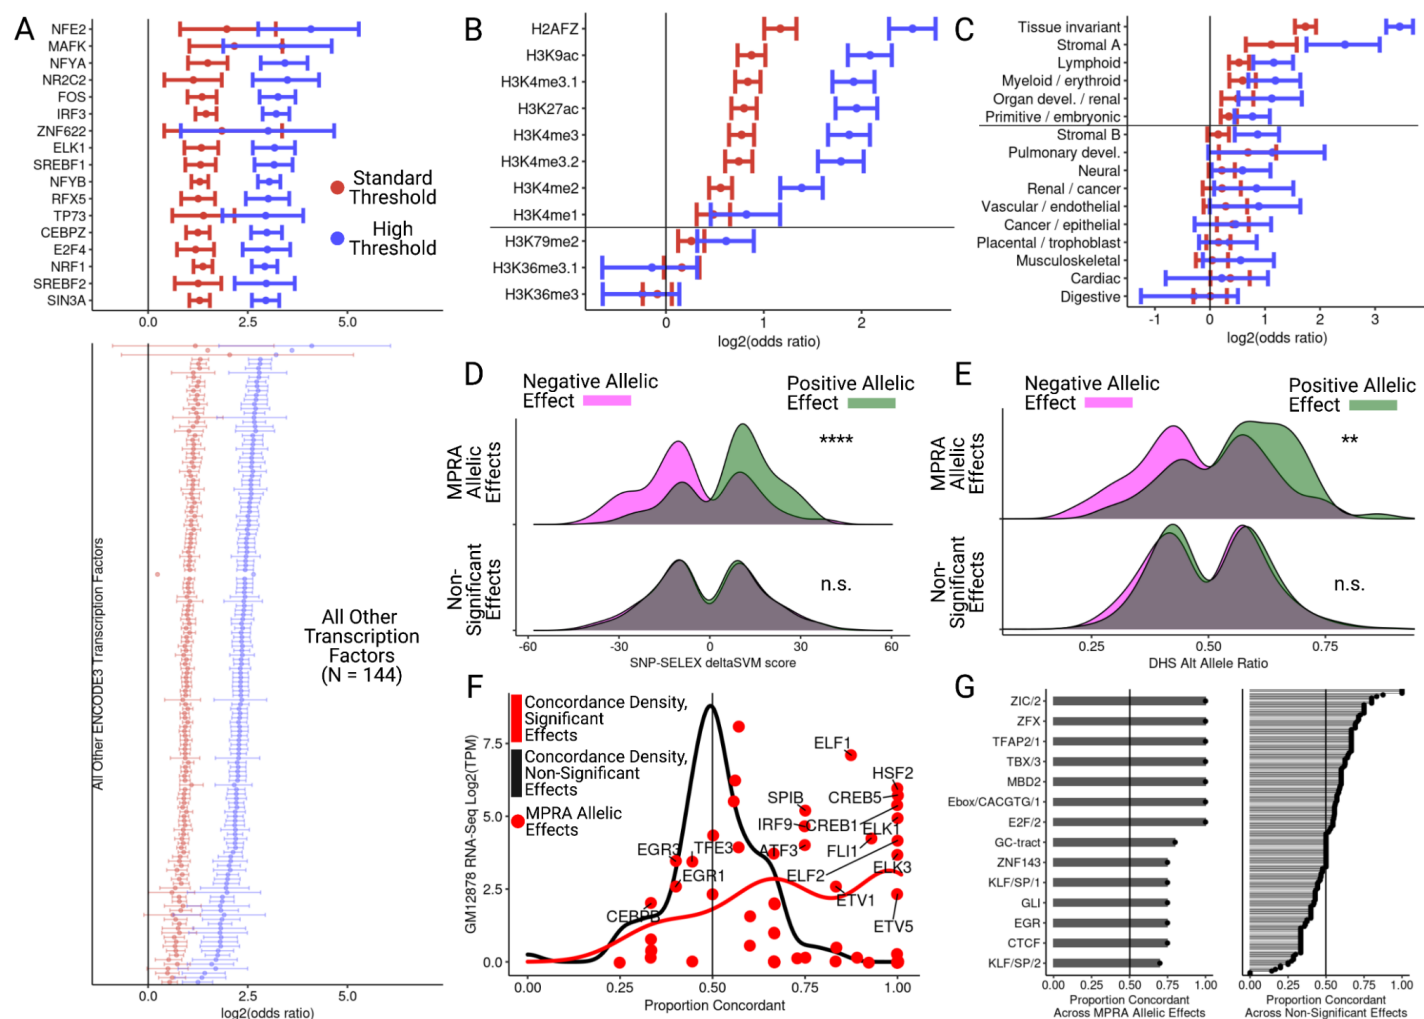 A
NFE2
MAFK
NFYA
NR2C2
FOS
IRF3
ZNF622
ELK1
SREBF1
NFYB
RFX5
TP73
CEBPZ
E2F4
NRF1
SREBF2
SIN3A
Standard
Threshold
High
Threshold
0.0
2.5
5.0
All Other ENCODE3 Transcription Factors
All Other
Transcription
Factors
(N = 144)
0.0
2.5
5.0
log2(odds ratio)
B
H2AFZ
H3K9ac
H3K4me3.1
H3K27ac
H3K4me3
H3K4me3.2
H3K4me2
H3K4me1
H3K79me2
H3K36me3.1
H3K36me3
0
1
2
log2(odds ratio)
C
Tissue invariant
Stromal A
Lymphoid
Myeloid / erythroid
Organ devel. / renal
Primitive / embryonic
Stromal B
Pulmonary devel.
Neural
Renal / cancer
Vascular / endothelial
Cancer / epithelial
Placental / trophoblast
Musculoskeletal
Cardiac
Digestive
-1
0
1
2
3
log2(odds ratio)
D
Negative Allelic
Effect
Positive Allelic
Effect
MPRA
Allelic
Effects
****
Non-
Significant
Effects
n.s.
-60
-30
0
30
60
SNP-SELEX deltaSVM score
E
Negative Allelic
Effect
Positive Allelic
Effect
MPRA
Allelic
Effects
**
Non-
Significant
Effects
n.s.
0.25
0.50
0.75
DHS Alt Allele Ratio
F
Concordance Density,
Significant
Effects
Concordance Density,
Non-Significant
Effects
MPRA Allelic
Effects
GM12878 RNA-Seq Log2(TPM)
7.5
5.0
2.5
0.0
ELF1
HSF2
SPIB
CREB5
IRF9
CREB1
ELK1
EGR3
TFE3
ATF3
FLI1
EGR1
ELF2
ELK3
ETV1
CEBPB
ETV5
0.00
0.25
0.50
0.75
1.00
Proportion Concordant
G
ZIC/2
ZFX
TFAP2/1
TBX/3
MBD2
Ebox/CACGTG/1
E2F/2
GC-tract
ZNF143
KLF/SP/1
GLI
EGR
CTCF
KLF/SP/2
0.00
0.25
0.50
0.75
1.00
Proportion Concordant
Across MPRA Allelic Effects
0.00
0.25
0.50
0.75
1.00
Proportion Concordant
Across Non-Significant Effects